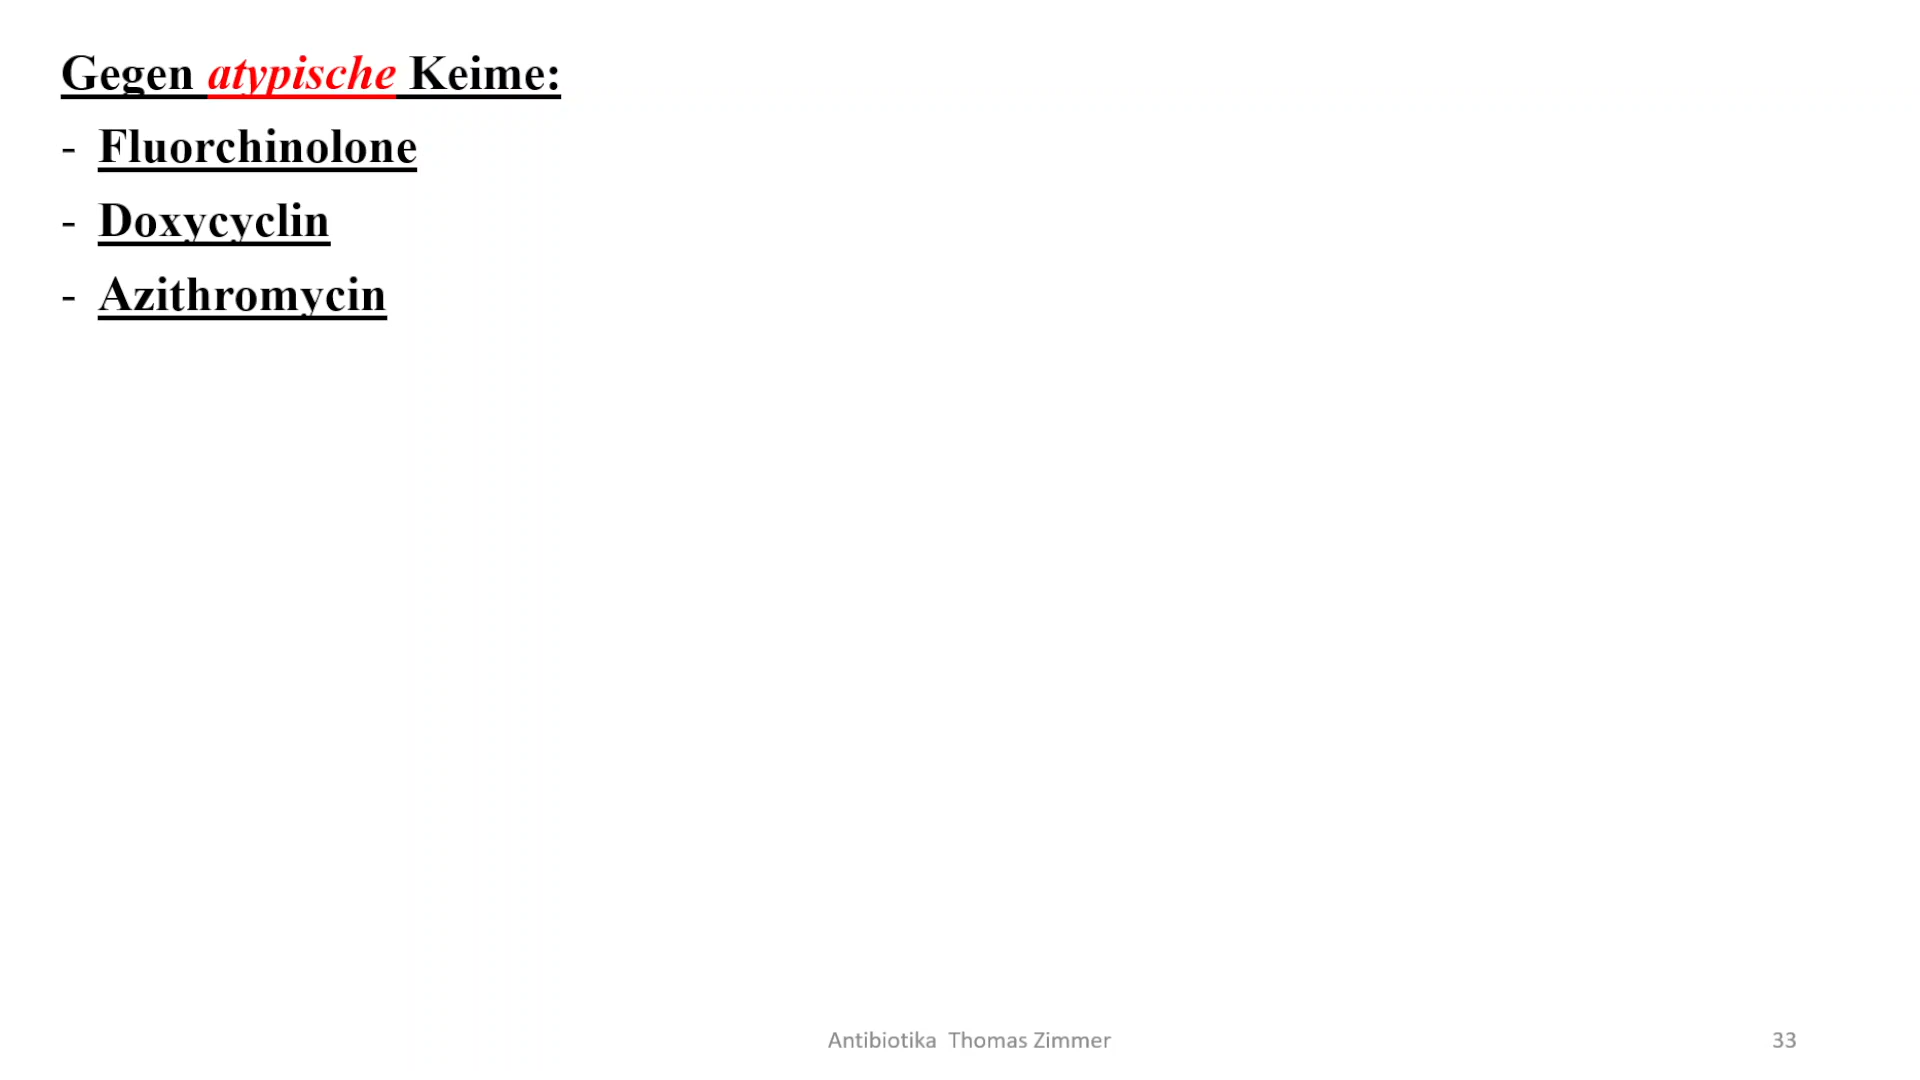 Gegen atypische Keime:
- Fluorchinolone
- Doxycyclin
- Azithromycin
Antibiotika Thomas Zimmer
33